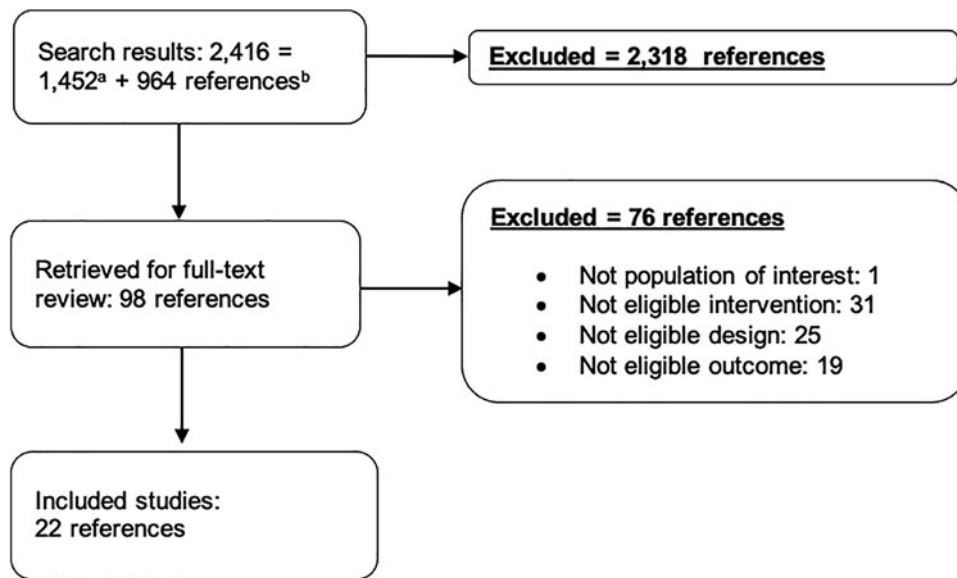 Search results: 2,416 =
1,452ᵃ + 964 referencesᵇ
Excluded = 2,318 references
Retrieved for full-text
review: 98 references
Excluded = 76 references
• Not population of interest: 1
• Not eligible intervention: 31
• Not eligible design: 25
• Not eligible outcome: 19
Included studies:
22 references